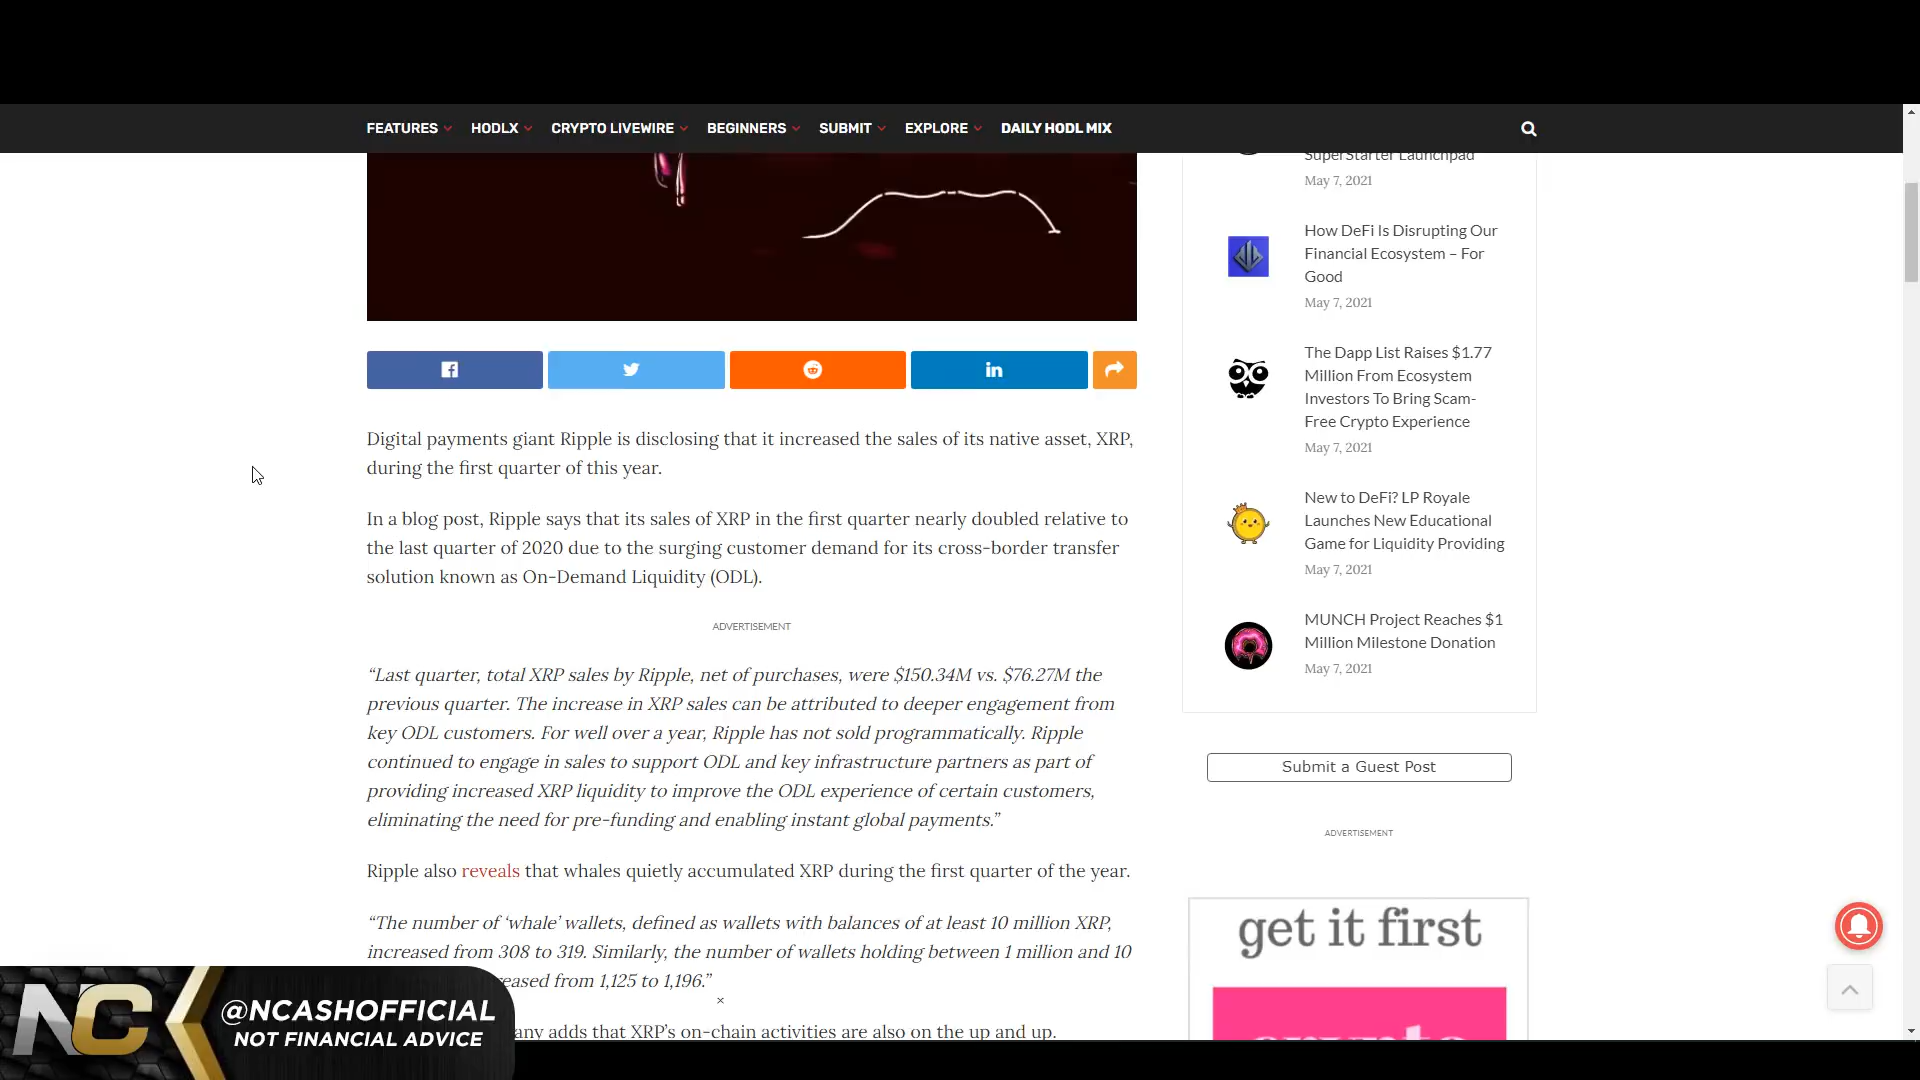 FEATURES HODLX CRYPTO LIVEWIRE BEGINNERS SUBMIT EXPLORE DAILY HODL MIX
Digital payments giant Ripple is disclosing that it increased the sales of its native asset, XRP,
during the first quarter of this year.
In a blog post, Ripple says that its sales of XRP in the first quarter nearly doubled relative to
the last quarter of 2020 due to the surging customer demand for its cross-border transfer
solution known as On-Demand Liquidity (ODL).
ADVERTISEMENT
“Last quarter, total XRP sales by Ripple, net of purchases, were $150.34M vs. $76.27M the
previous quarter. The increase in XRP sales can be attributed to deeper engagement from
key ODL customers. For well over a year, Ripple has not sold programmatically. Ripple
continued to engage in sales to support ODL and key infrastructure partners as part of
providing increased XRP liquidity to improve the ODL experience of certain customers,
eliminating the need for pre-funding and enabling instant global payments.”
Ripple also reveals that whales quietly accumulated XRP during the first quarter of the year.
“The number of ‘whale’ wallets, defined as wallets with balances of at least 10 million XRP,
increased from 308 to 319. Similarly, the number of wallets holding between 1 million and 10
eased from 1,125 to 1,196.”
any adds that XRP’s on-chain activities are also on the up and up.
SuperStarter Launchpad
May 7, 2021
How DeFi Is Disrupting Our
Financial Ecosystem – For
Good
May 7, 2021
The Dapp List Raises $1.77
Million From Ecosystem
Investors To Bring Scam-
Free Crypto Experience
May 7, 2021
New to DeFi? LP Royale
Launches New Educational
Game for Liquidity Providing
May 7, 2021
MUNCH Project Reaches $1
Million Milestone Donation
May 7, 2021
Submit a Guest Post
ADVERTISEMENT
get it first
NC
@NCASHOFFICIAL
NOT FINANCIAL ADVICE